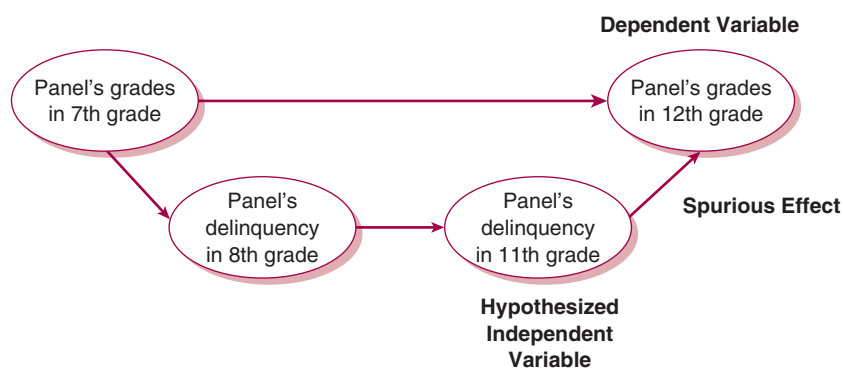 Dependent Variable
Panel's grades
in 7th grade
Panel's grades
in 12th grade
Panel's
delinquency
in 8th grade
Panel's
delinquency
in 11th grade
Spurious Effect
Hypothesized
Independent
Variable